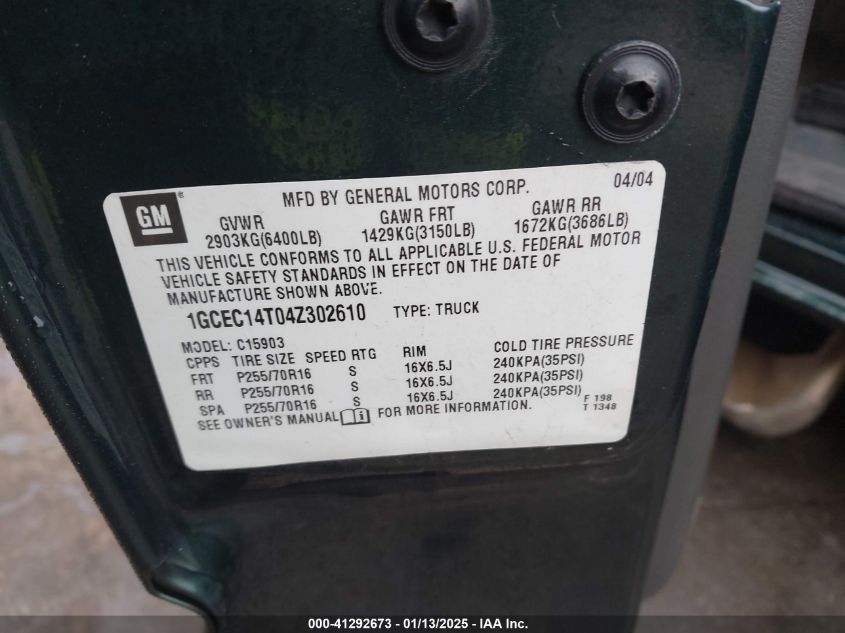 MFD BY GENERAL MOTORS CORP. 04/04
GM®
GVWR GAWR FRT GAWR RR
2903KG(6400LB) 1429KG(3150LB) 1672KG(3686LB)
THIS VEHICLE CONFORMS TO ALL APPLICABLE U.S. FEDERAL MOTOR
VEHICLE SAFETY STANDARDS IN EFFECT ON THE DATE OF
MANUFACTURE SHOWN ABOVE.
1GCEC14T04Z302610 TYPE: TRUCK
MODEL: C15903
CPPS TIRE SIZE SPEED RTG RIM COLD TIRE PRESSURE
FRT P255/70R16 S 16X6.5J 240KPA(35PSI)
RR P255/70R16 S 16X6.5J 240KPA(35PSI)
SPA P255/70R16 S 16X6.5J 240KPA(35PSI)
SEE OWNER'S MANUAL FOR MORE INFORMATION.
F 198
T 1348
000-41292673 — 01/13/2025 — IAA Inc.